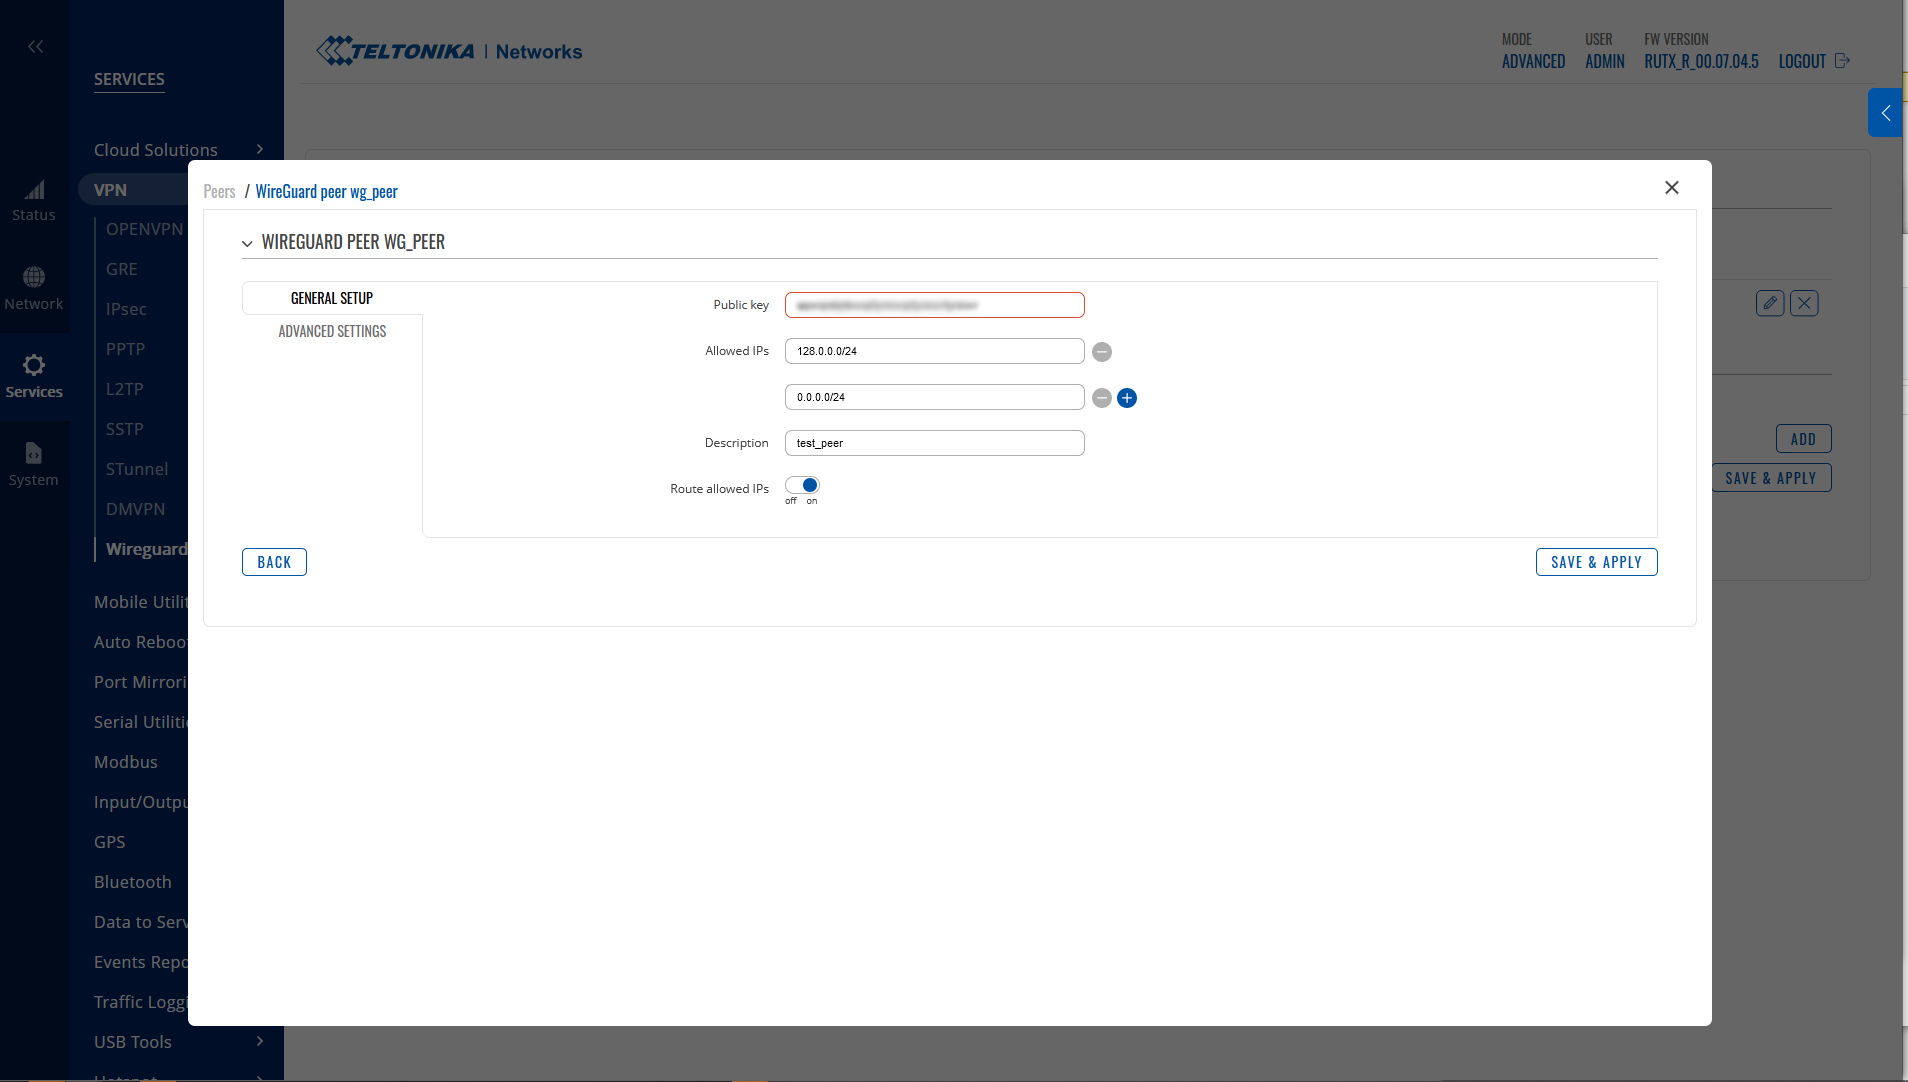 SERVICES
TELTONIKA | Networks
MODE
ADVANCED
USER
ADMIN
FW VERSION
RUTX_R_00.07.04.5
LOGOUT
Status
Network
Services
System
Cloud Solutions
VPN
OPENVPN
GRE
IPsec
PPTP
L2TP
SSTP
STunnel
DMVPN
Wireguard
Mobile Utilit
Auto Reboot
Port Mirrori
Serial Utilitie
Modbus
Input/Outpu
GPS
Bluetooth
Data to Serv
Events Repo
Traffic Loggi
USB Tools
Peers / WireGuard peer wg_peer
WIREGUARD PEER WG_PEER
GENERAL SETUP
ADVANCED SETTINGS
Public key
Allowed IPs
128.0.0.0/24
0.0.0.0/24
Description
test_peer
Route allowed IPs
off on
BACK
SAVE & APPLY
ADD
SAVE & APPLY